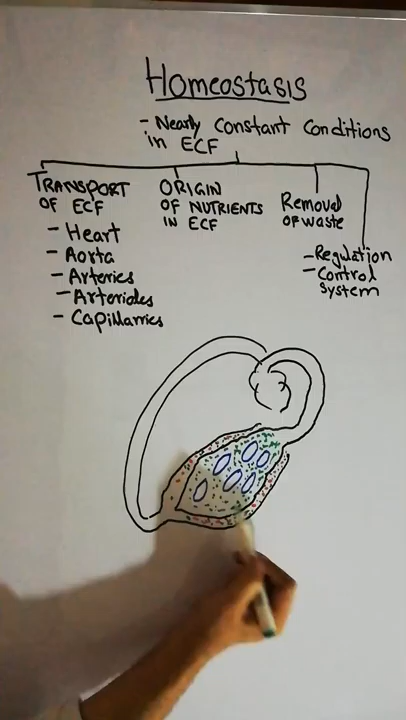 Homeostasis
- Nearly Constant Conditions
in ECF
TRANSPORT
OF ECF
- Heart
- Aorta
- Arteries
- Arterioles
- Capillarries
ORIGIN
OF NUTRIENTS
IN ECF
Removal
OF waste
- Regulation
- Control
System